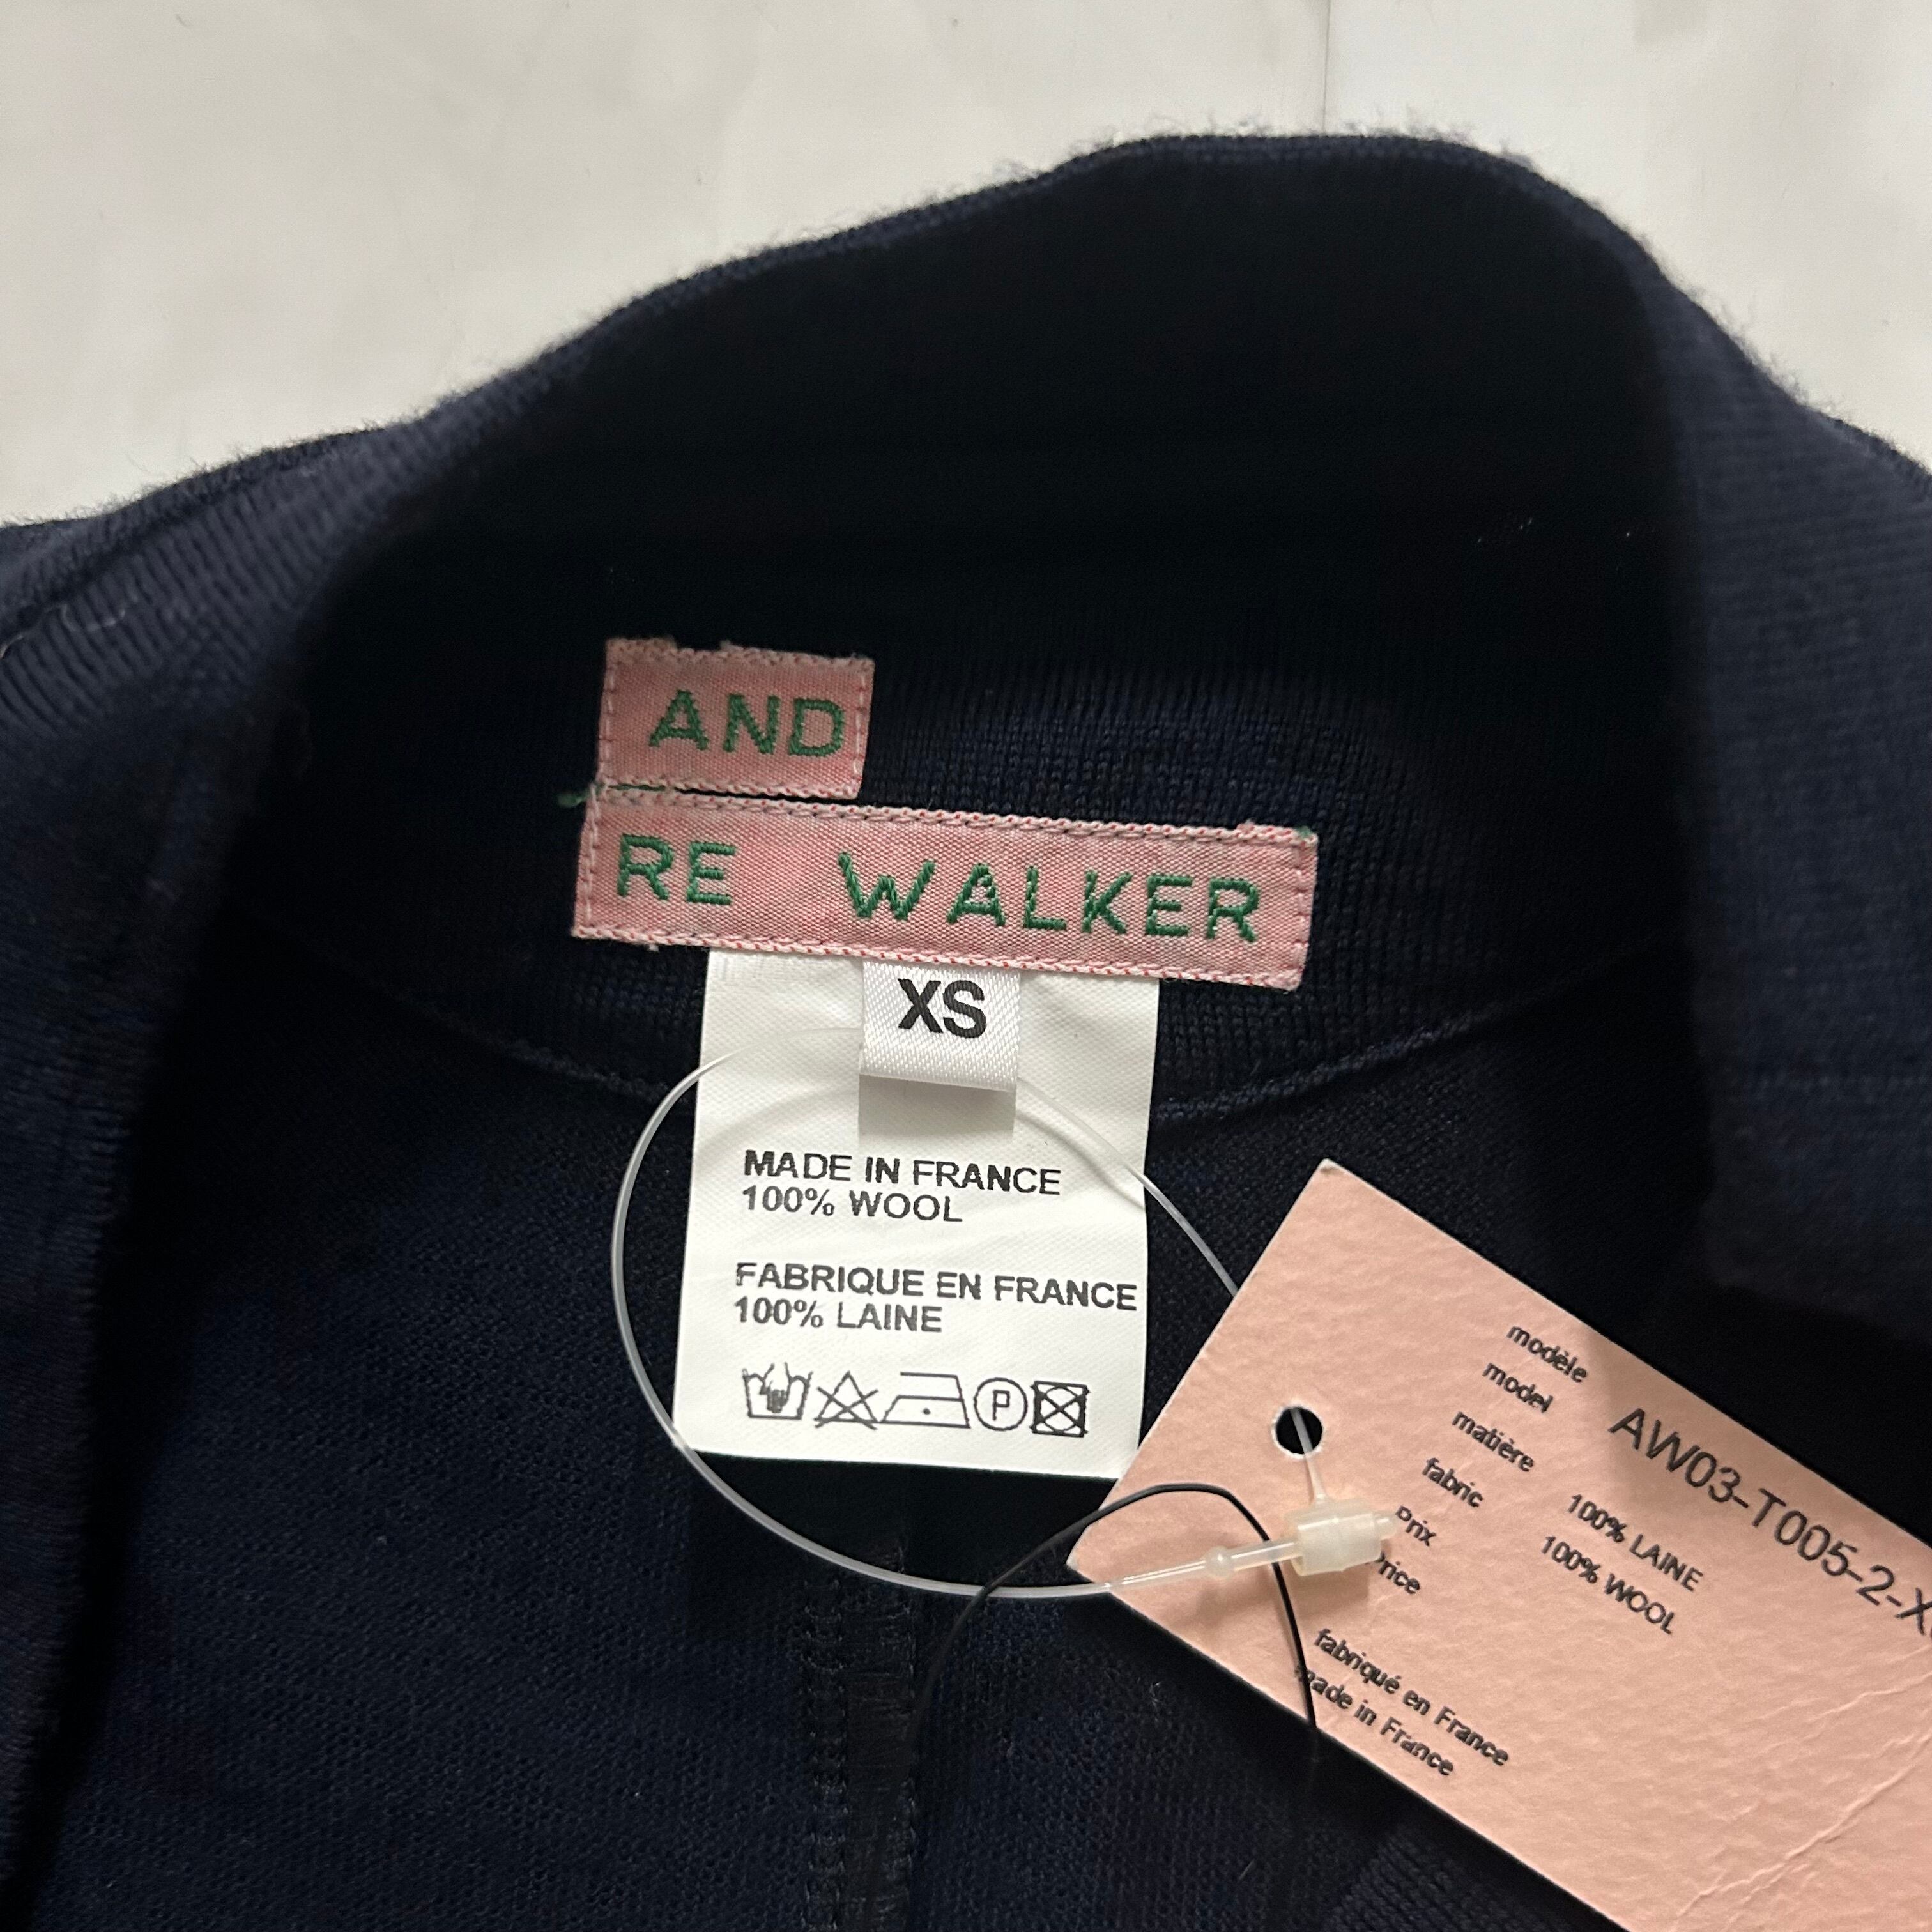 AND
RE WALKER
XS
MADE IN FRANCE
100% WOOL
FABRIQUE EN FRANCE
100% LAINE
P
modèle
model
AW03-T005-2-X
matière
100% LAINE
fabric
100% WOOL
Prix
Price
fabriqué en France
made in France